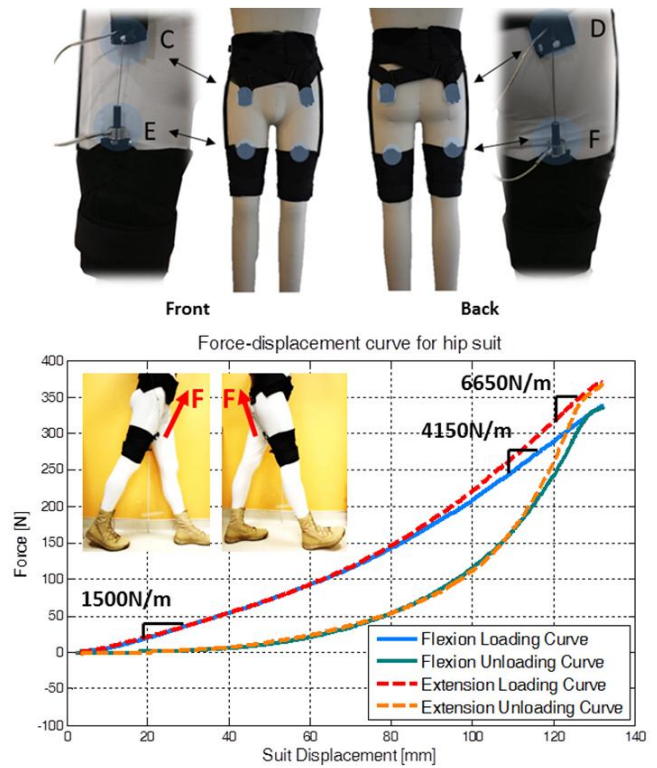 C
D
E
F
Front
Back
Force-displacement curve for hip suit
400
350
300
250
200
150
100
50
0
-50
-100
Force [N]
F
F
6650N/m
4150N/m
1500N/m
Flexion Loading Curve
Flexion Unloading Curve
Extension Loading Curve
Extension Unloading Curve
0
20
40
60
80
100
120
140
Suit Displacement [mm]